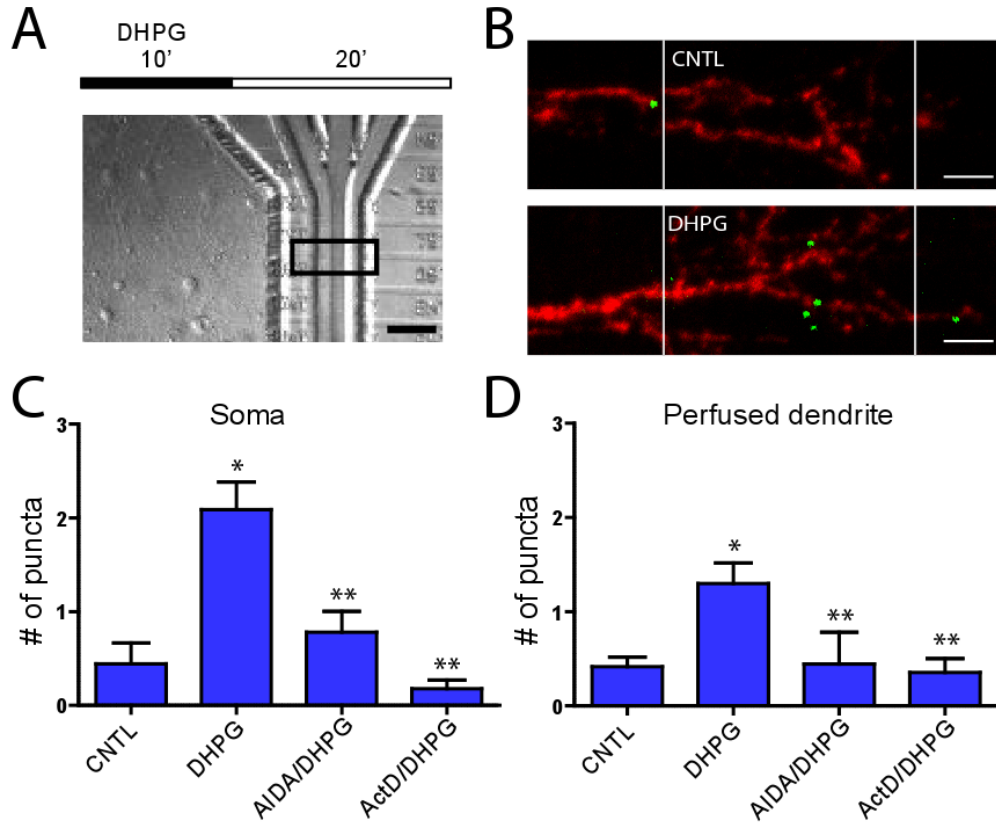 A
DHPG
10' 20'
B
CNTL
DHPG
C
Soma
# of puncta
3
2
1
0
CNTL
DHPG
AIDA/DHPG
ActD/DHPG
*
**
**
D
Perfused dendrite
# of puncta
3
2
1
0
CNTL
DHPG
AIDA/DHPG
ActD/DHPG
*
**
**